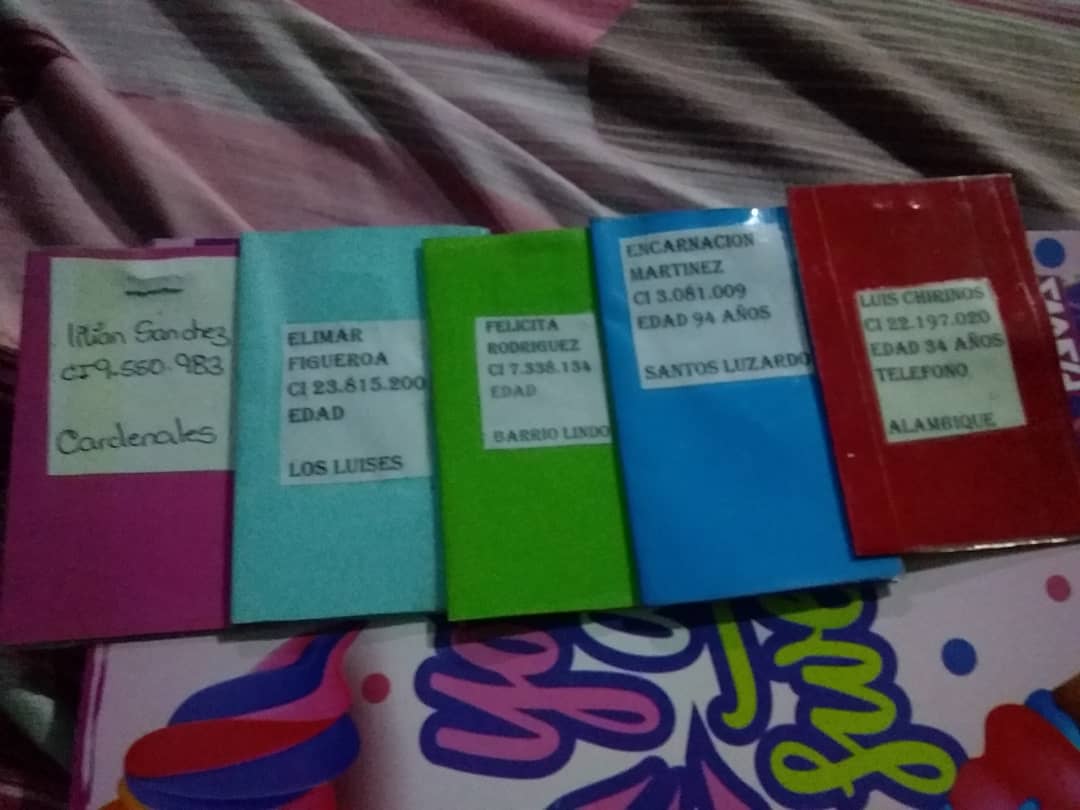 Irian Sanchez
CI 9.550.983
Cardenales
ELIMAR
FIGUEROA
CI 23.815.200
EDAD
LOS LUISES
FELICITA
RODRIGUEZ
CI 7.338.134
EDAD
BARRIO LINDO
ENCARNACION
MARTINEZ
CI 3.081.009
EDAD 94 AÑOS
SANTOS LUZARDO
LUIS CHIRINOS
CI 22.197.020
EDAD 34 AÑOS
TELEFONO
ALAMBIQUE